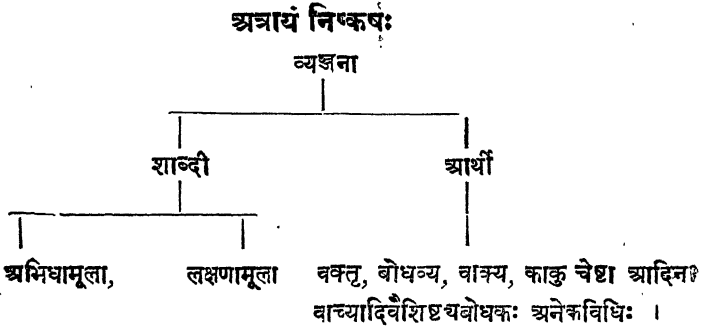 अत्रायं निष्कर्षः
व्यञ्जना
शाब्दी आर्थी
अभिधामूला, लक्षणामूला वक्तृ, बोधव्य, वाक्य, काकु चेष्टा आदिनः
वाच्यादिवैशिष्ट्यबोधकः अनेकविधिः ।